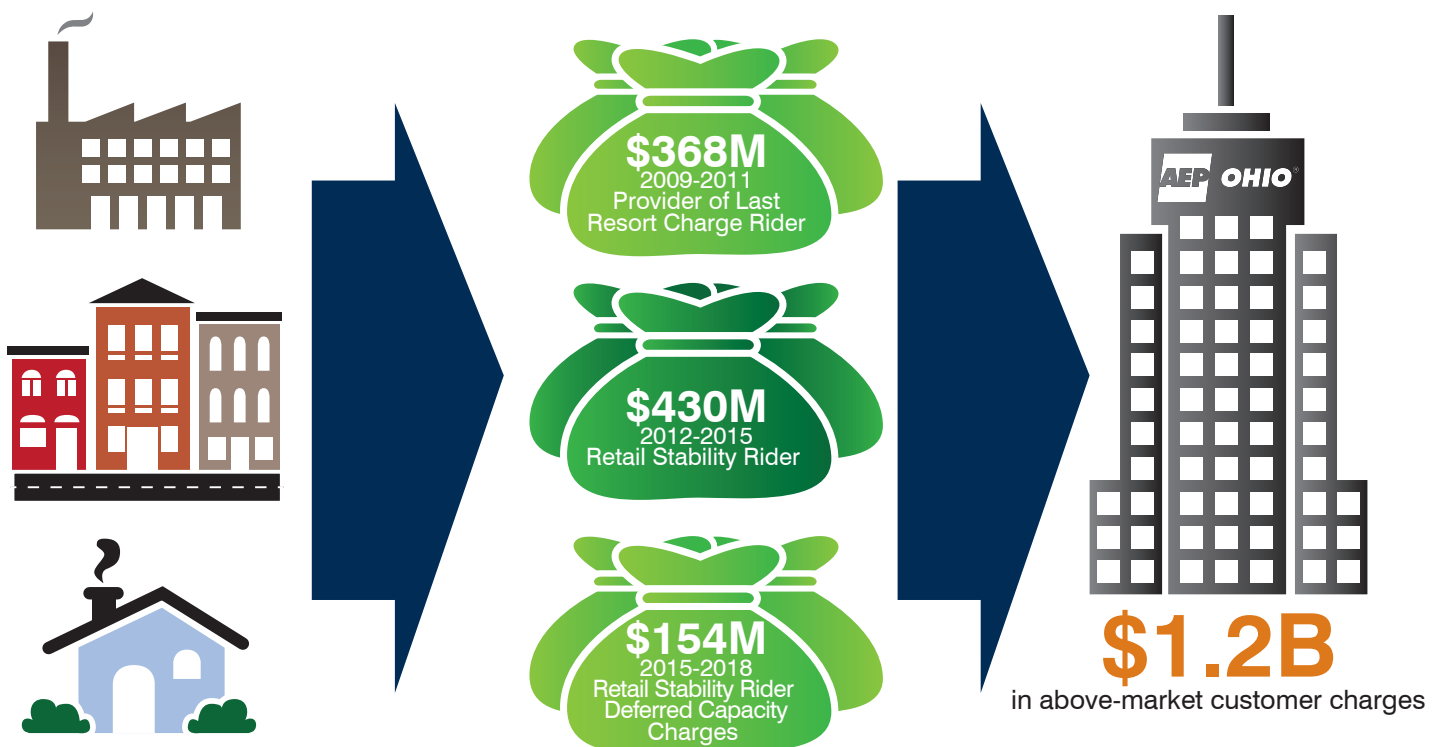 $368M
2009-2011
Provider of Last
Resort Charge Rider
$430M
2012-2015
Retail Stability Rider
$154M
2015-2018
Retail Stability Rider
Deferred Capacity
Charges
AEP OHIO®
$1.2B
in above-market customer charges